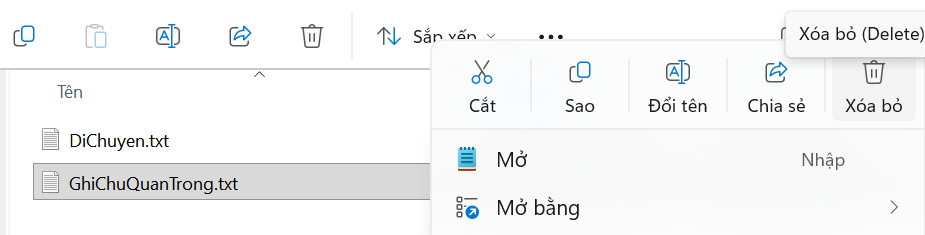 Sắp xếp
Xóa bỏ (Delete)
Cắt
Sao
Đổi tên
Chia sẻ
Xóa bỏ
Tên
DiChuyen.txt
GhiChuQuanTrong.txt
Mở Nhập
Mở bằng